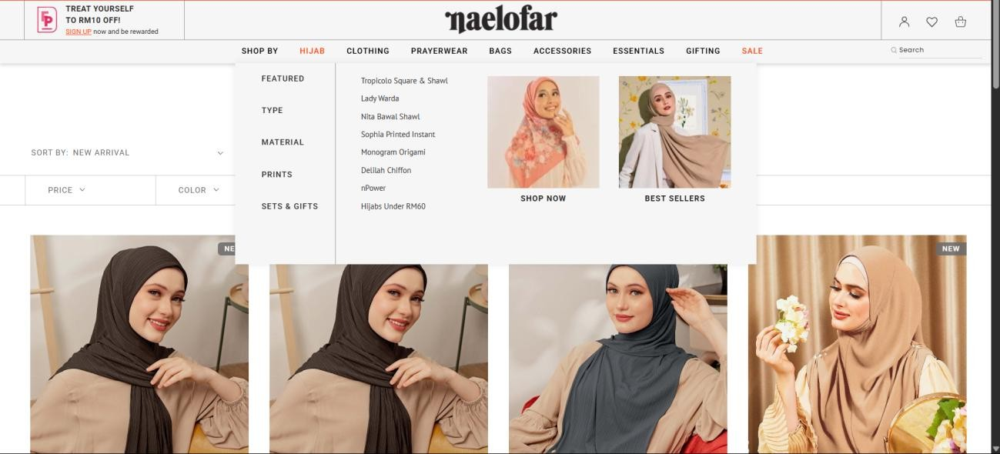 TREAT YOURSELF
TO RM10 OFF!
SIGN UP now and be rewarded
naelofar
SHOP BY HIJAB CLOTHING PRAYERWEAR BAGS ACCESSORIES ESSENTIALS GIFTING SALE
Search
FEATURED
TYPE
MATERIAL
PRINTS
SETS & GIFTS
Tropicolo Square & Shawl
Lady Warda
Nita Bawal Shawl
Sophia Printed Instant
Monogram Origami
Delilah Chiffon
nPower
Hijabs Under RM60
SHOP NOW
BEST SELLERS
SORT BY: NEW ARRIVAL
PRICE
COLOR
NE
NEW